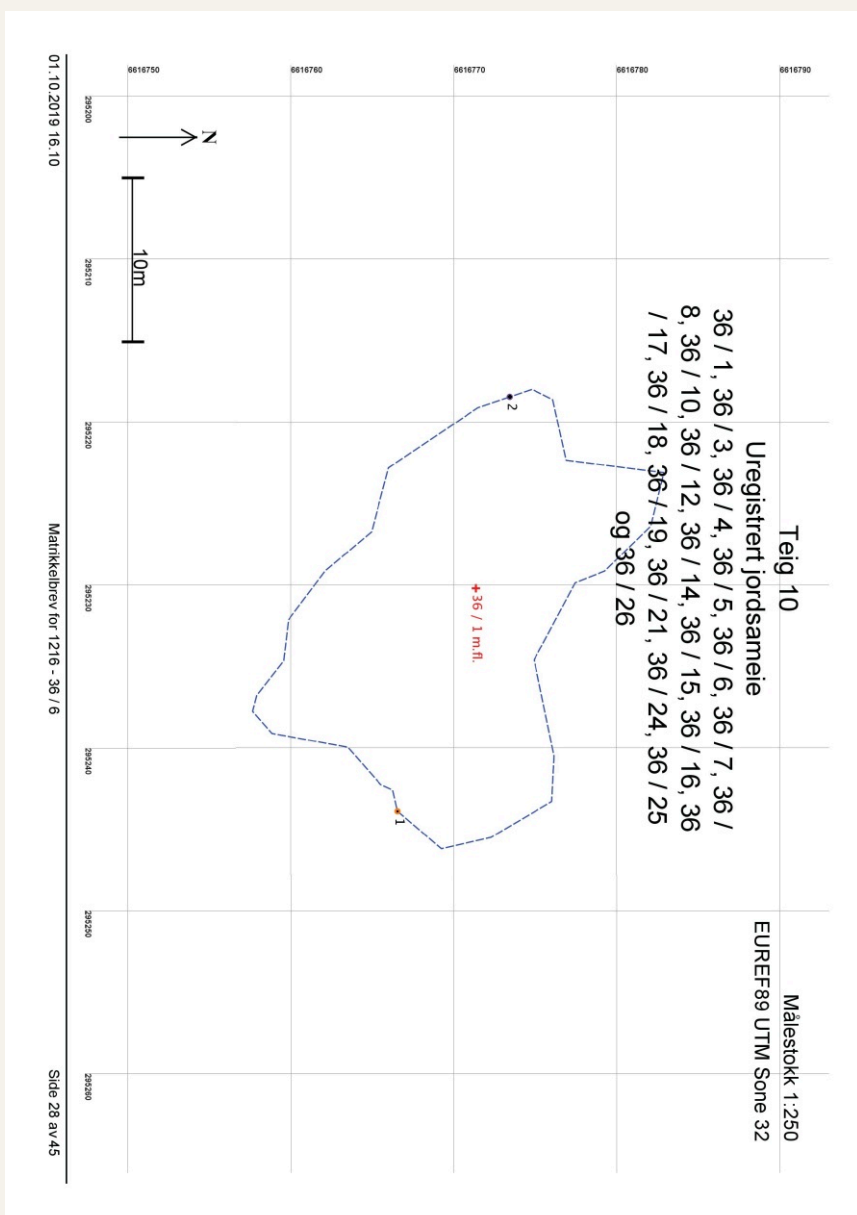 Teig 10
Målestokk 1:250
Uregistrert jordsameie
EUREF89 UTM Sone 32
36 / 1, 36 / 3, 36 / 4, 36 / 5, 36 / 6, 36 / 7, 36 /
8, 36 / 10, 36 / 12, 36 / 14, 36 / 15, 36 / 16, 36
/ 17, 36 / 18, 36 / 19, 36 / 21, 36 / 24, 36 / 25
og 36 / 26
6616790
6616780
6616770
6616760
6616750
36 / 1 m.fl.
2
1
N
10m
295200
295210
295220
295230
295240
295250
295260
01.10.2019 16.10
Matrikkelbrev for 1216 - 36 / 6
Side 28 av 45